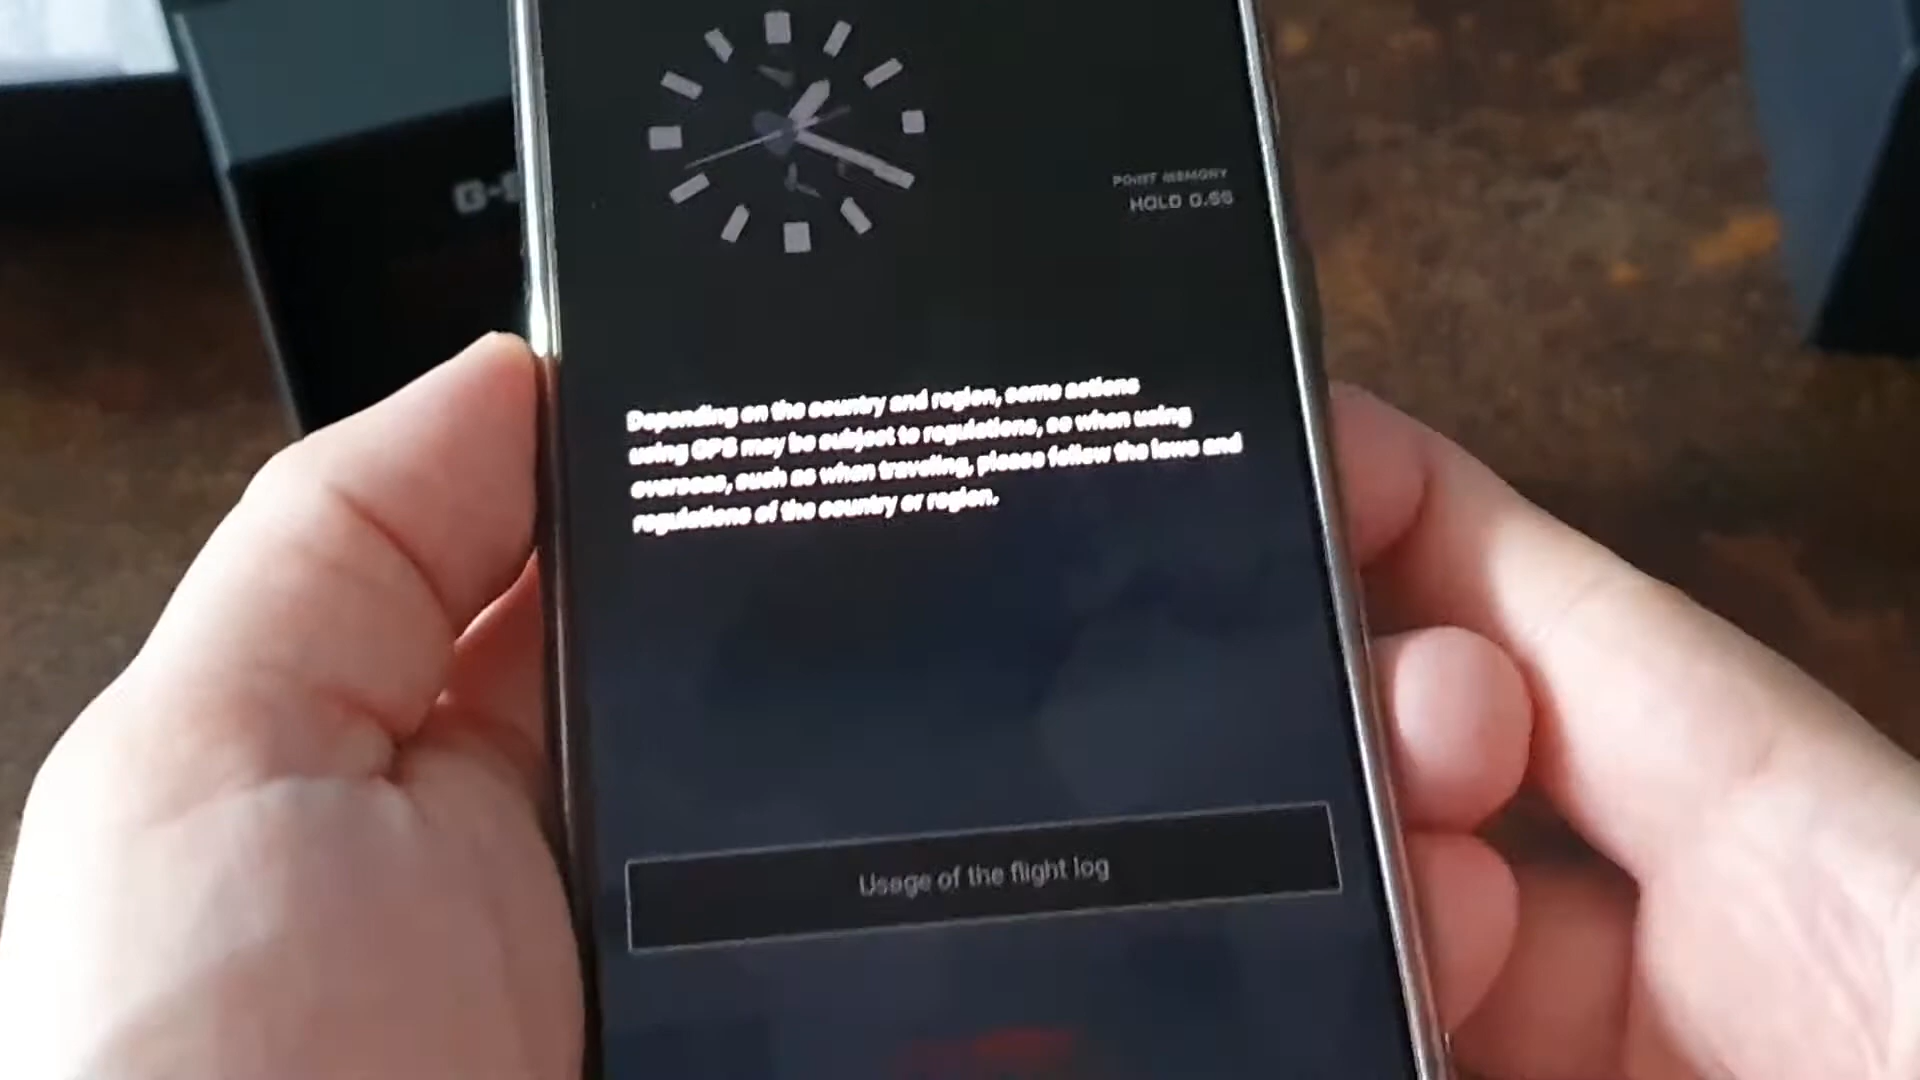 G-S
POINT MEMORY
HOLD 0.5S
Depending on the country and region, some actions
using GPS may be subject to regulations, so when using
overseas, such as when traveling, please follow the laws and
regulations of the country or region.
Usage of the flight log